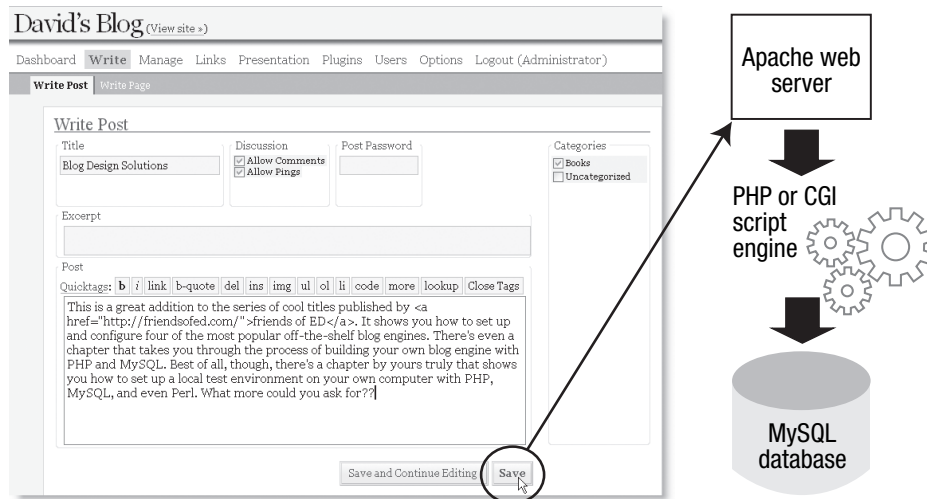 David's Blog (View site »)
Dashboard Write Manage Links Presentation Plugins Users Options Logout (Administrator)
Write Post Write Page
Write Post
Title
Blog Design Solutions
Discussion
Allow Comments
Allow Pings
Post Password
Categories
Books
Uncategorized
Excerpt
Post
Quicktags: b i link b-quote del ins img ul ol li code more lookup Close Tags
This is a great addition to the series of cool titles published by <a
href="http://friendsofed.com/">friends of ED</a>. It shows you how to set up
and configure four of the most popular off-the-shelf blog engines. There's even a
chapter that takes you through the process of building your own blog engine with
PHP and MySQL. Best of all, though, there's a chapter by yours truly that shows
you how to set up a local test environment on your own computer with PHP,
MySQL, and even Perl. What more could you ask for??
Save and Continue Editing Save
Apache web
server
PHP or CGI
script
engine
MySQL
database